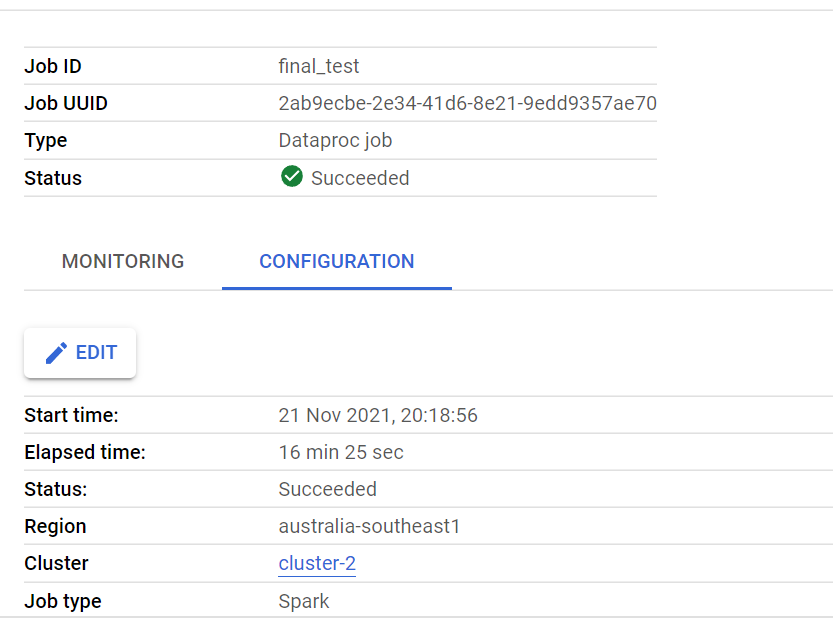 Job ID final_test
Job UUID 2ab9ecbe-2e34-41d6-8e21-9edd9357ae70
Type Dataproc job
Status Succeeded
MONITORING CONFIGURATION
EDIT
Start time: 21 Nov 2021, 20:18:56
Elapsed time: 16 min 25 sec
Status: Succeeded
Region australia-southeast1
Cluster cluster-2
Job type Spark